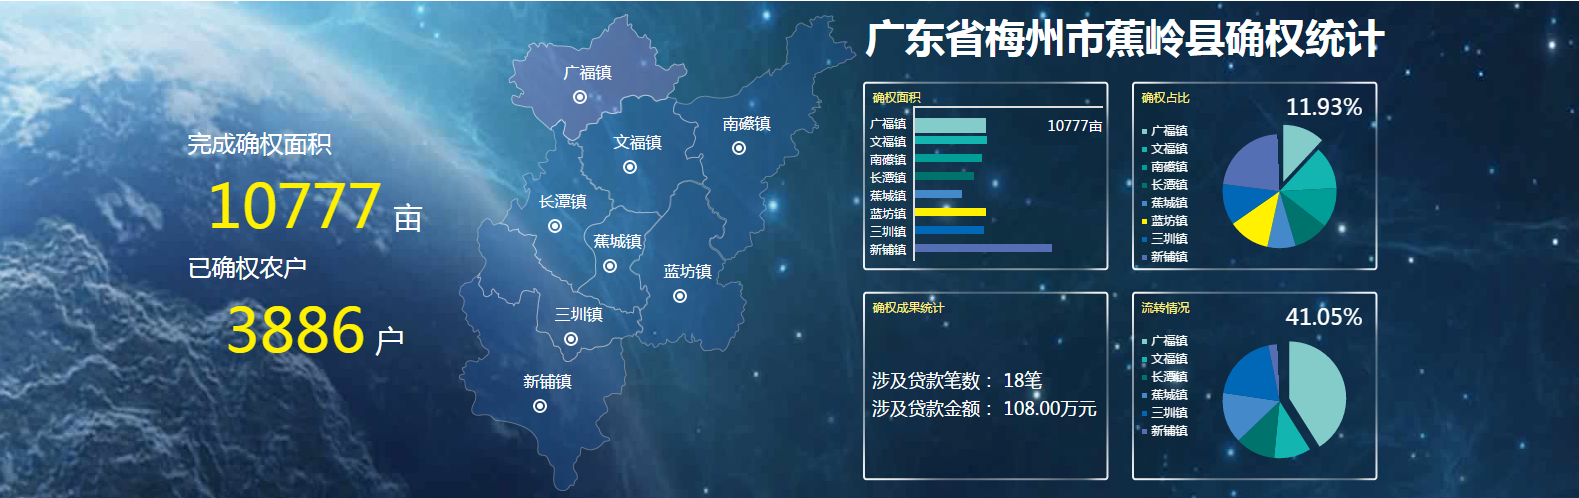 广东省梅州市蕉岭县确权统计
完成确权面积
10777 亩
已确权农户
3886 户
广福镇
南礤镇
文福镇
长潭镇
蕉城镇
蓝坊镇
三圳镇
新铺镇
确权面积
10777亩
广福镇
文福镇
南礤镇
长潭镇
蕉城镇
蓝坊镇
三圳镇
新铺镇
确权占比
11.93%
广福镇
文福镇
南礤镇
长潭镇
蕉城镇
蓝坊镇
三圳镇
新铺镇
确权成果统计
涉及贷款笔数： 18笔
涉及贷款金额： 108.00万元
流转情况
41.05%
广福镇
文福镇
长潭镇
蕉城镇
三圳镇
新铺镇